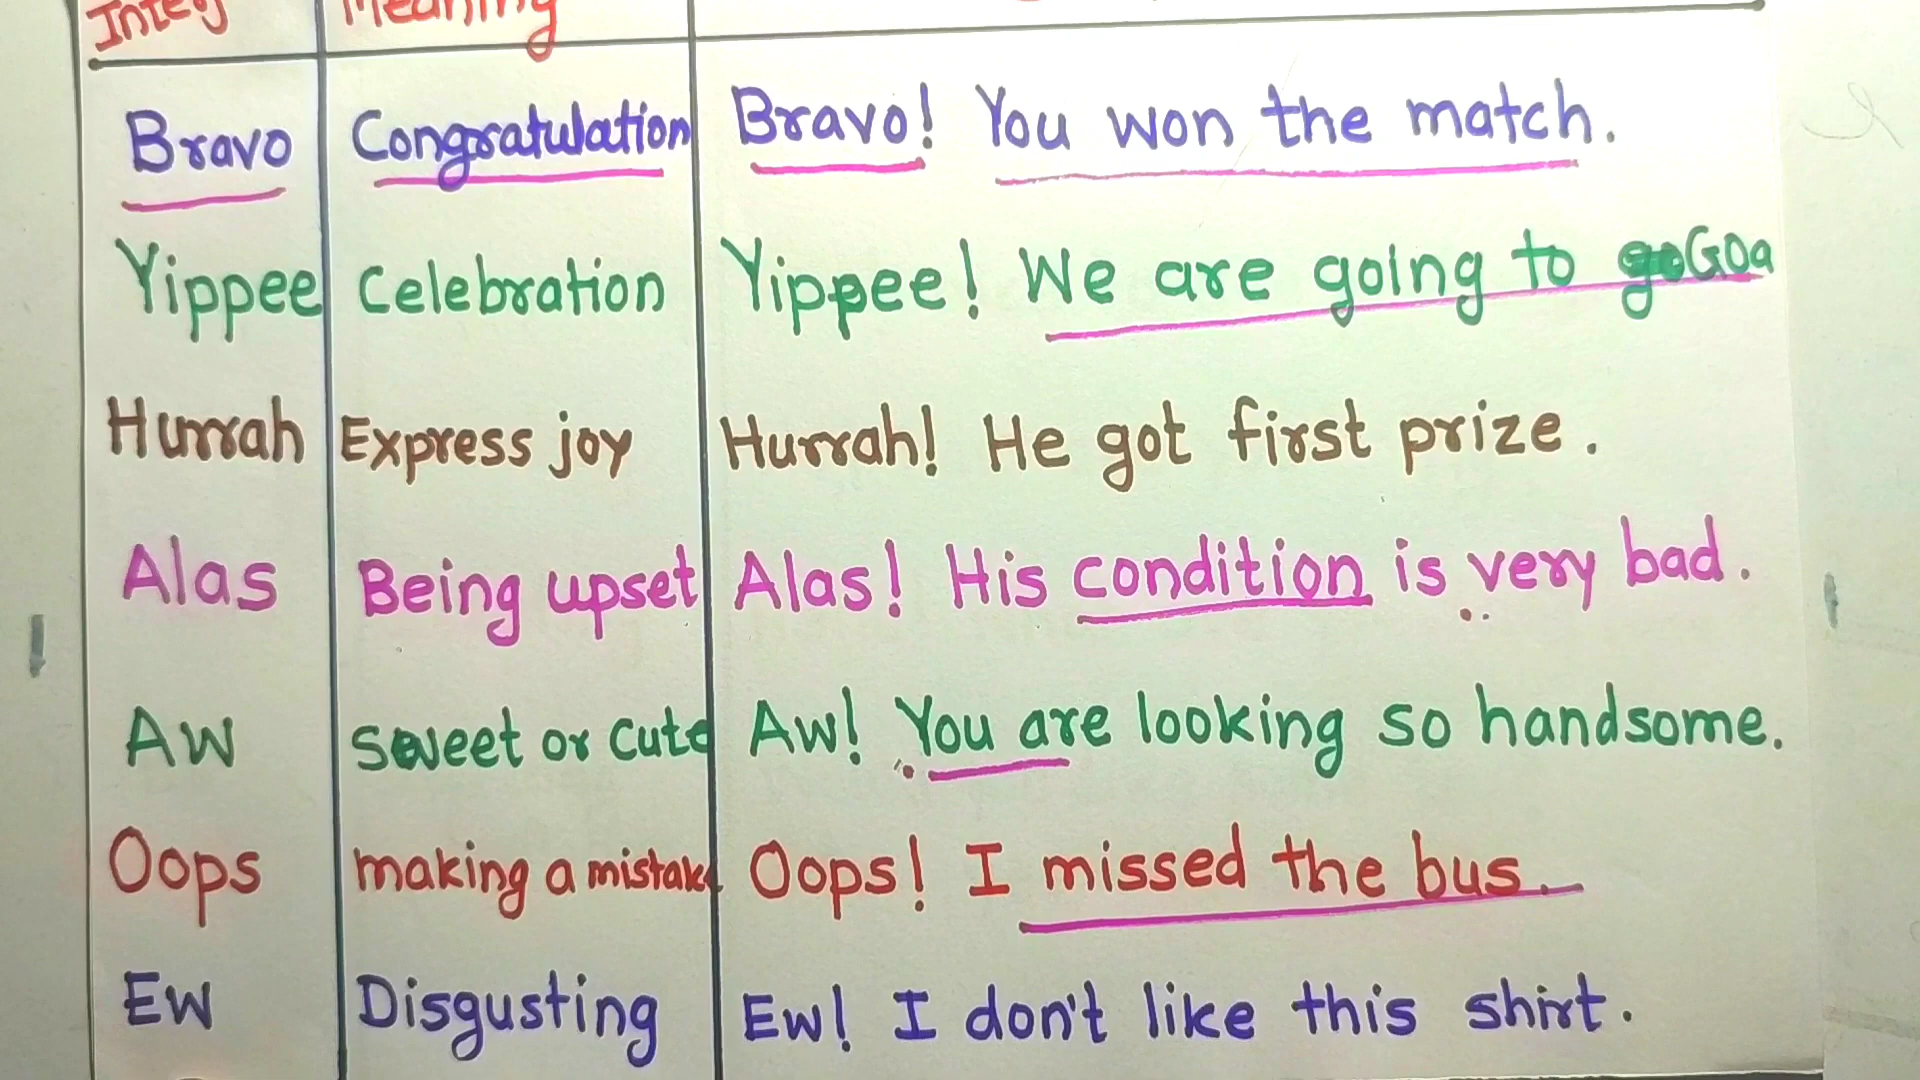 Meaning
Bravo Congratulation Bravo! You won the match.
Yippee Celebration Yippee! We are going to Goa
Hurrah Express joy Hurrah! He got first prize.
Alas Being upset Alas! His condition is very bad.
Aw Sweet or cute Aw! You are looking so handsome.
Oops making a mistake. Oops! I missed the bus.
Ew Disgusting Ew! I don't like this shirt.